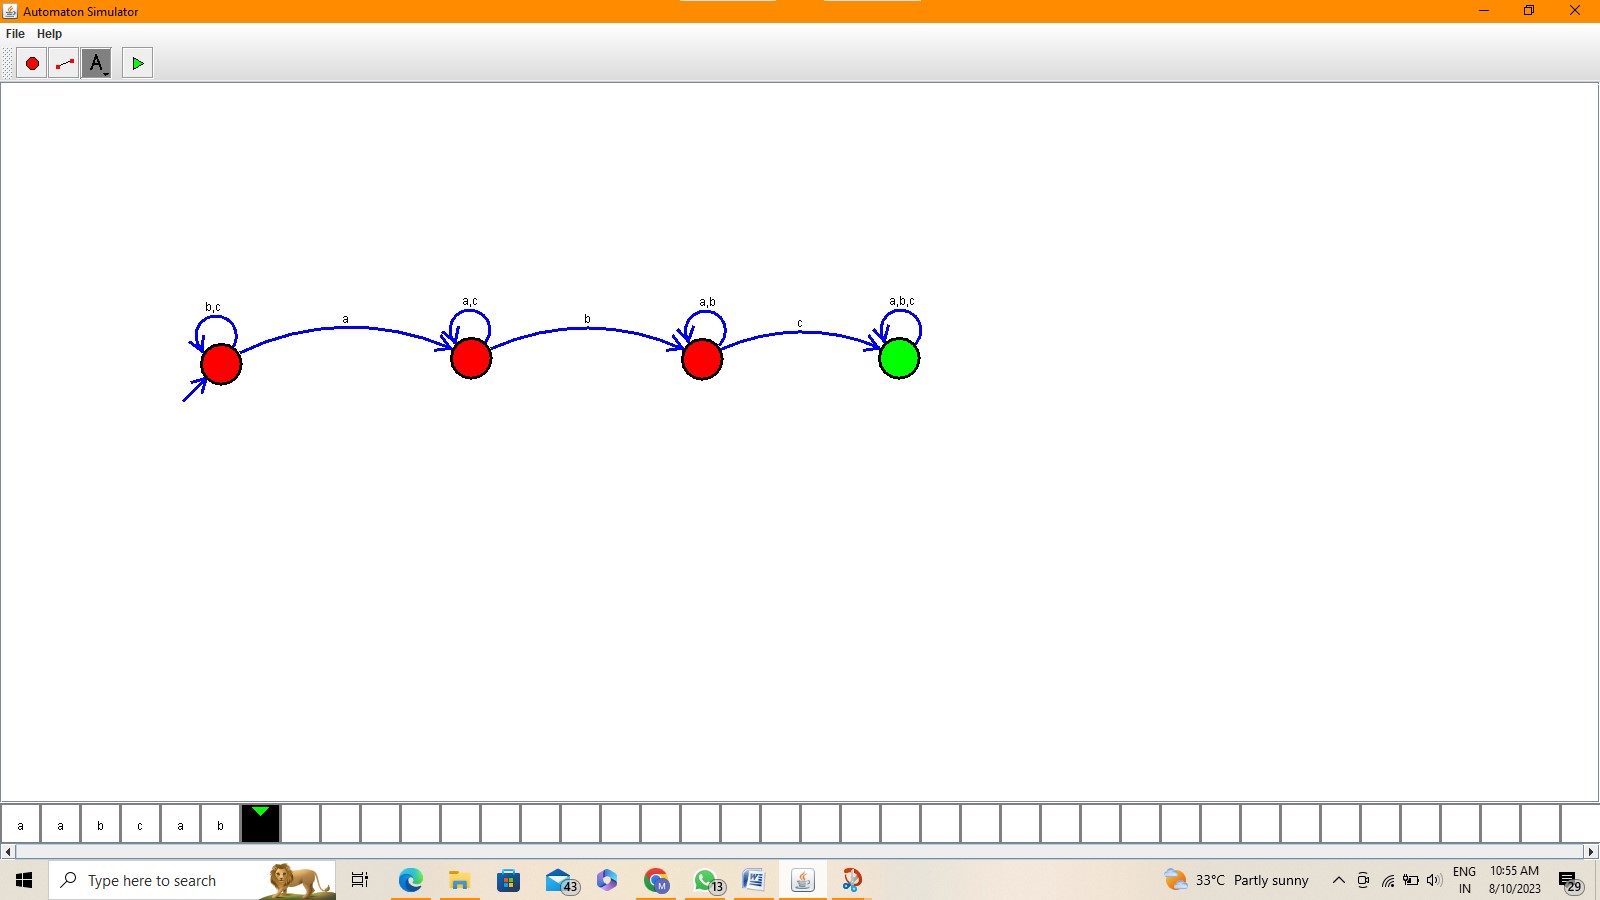 Automaton Simulator
File Help
A
b,c
a
a,c
b
a,b
c
a,b,c
a a b c a b
Type here to search
43
M
13
33°C Partly sunny
ENG
IN
10:55 AM
8/10/2023
29